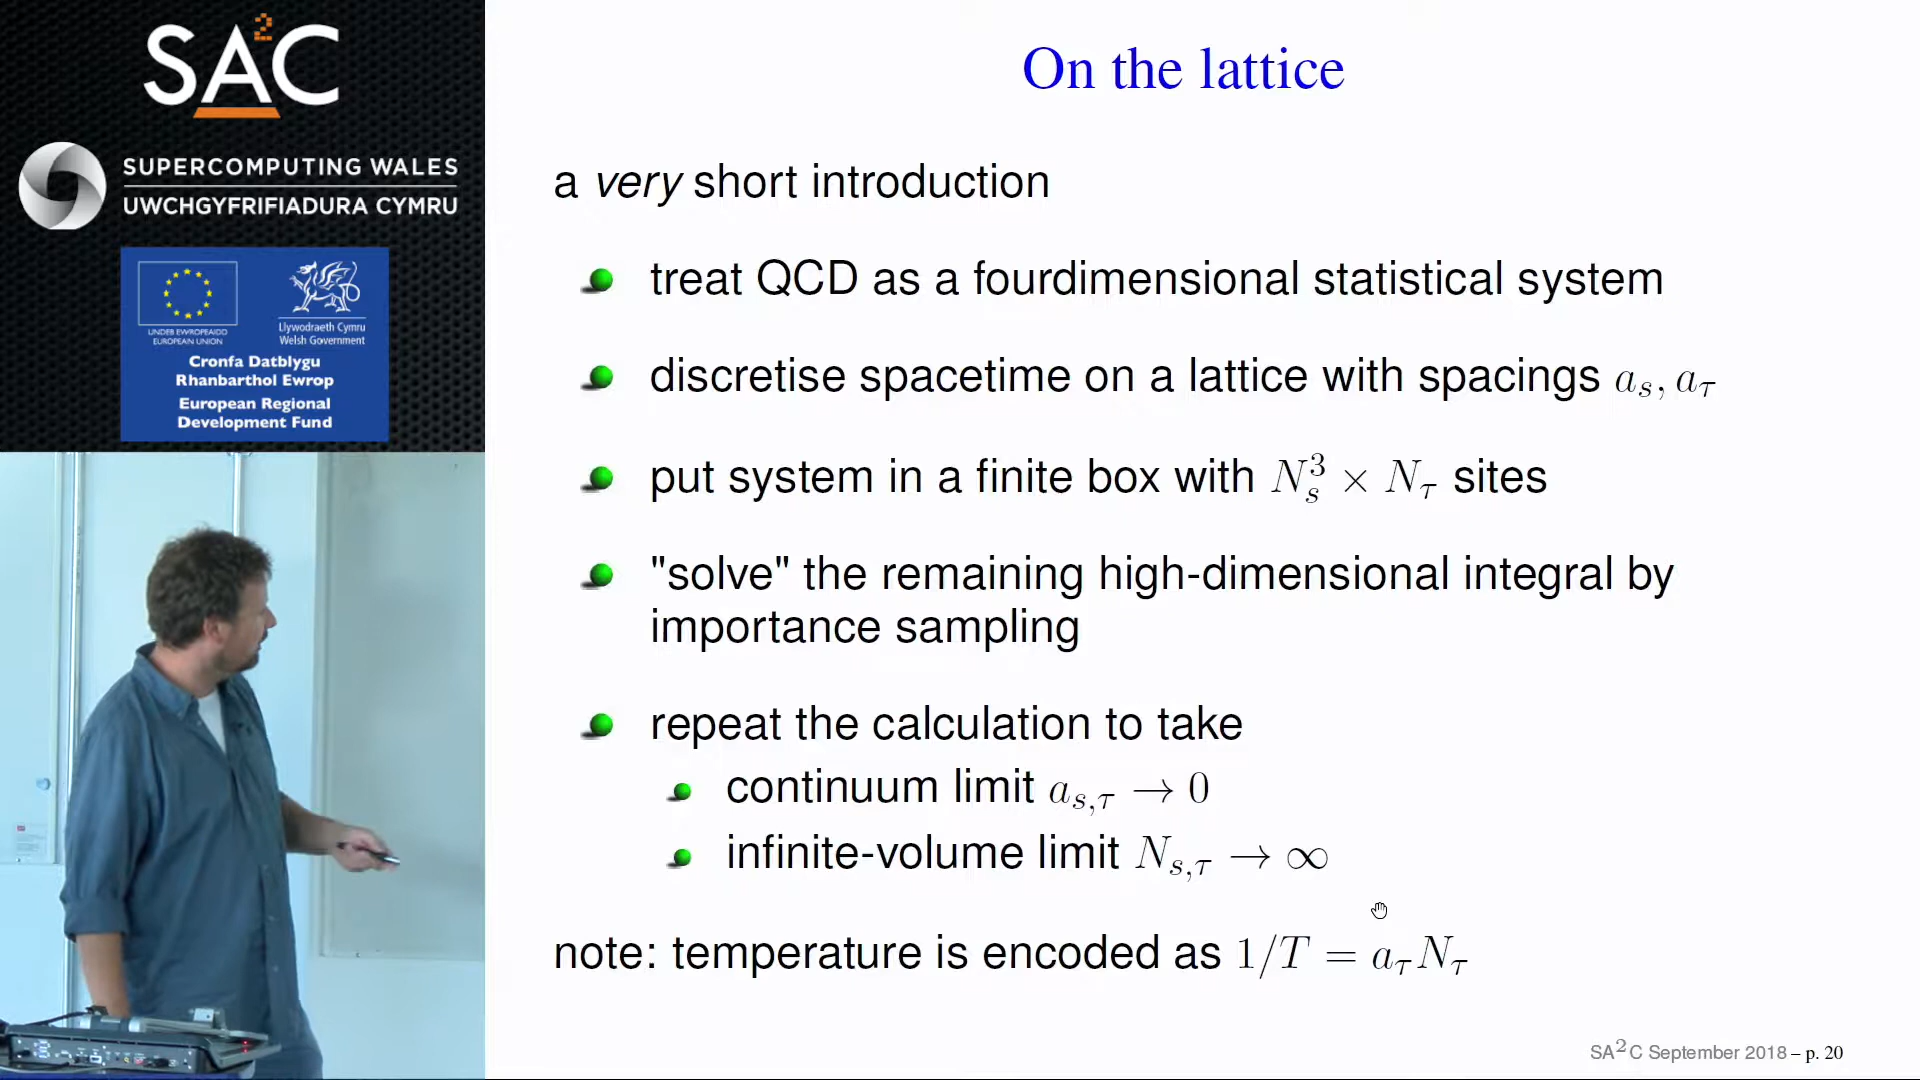 SA²C
SUPERCOMPUTING WALES
UWCHGYFRIFIADURA CYMRU
UNDEB EWROPEAIDD
EUROPEAN UNION
Llywodraeth Cymru
Welsh Government
Cronfa Datblygu
Rhanbarthol Ewrop
European Regional
Development Fund
On the lattice
a very short introduction
treat QCD as a fourdimensional statistical system
discretise spacetime on a lattice with spacings aₛ, a_τ
put system in a finite box with Nₛ³ × N_τ sites
"solve" the remaining high-dimensional integral by
importance sampling
repeat the calculation to take
continuum limit a_{s,τ} → 0
infinite-volume limit N_{s,τ} → ∞
note: temperature is encoded as 1/T = a_τ N_τ
SA²C September 2018 – p. 20